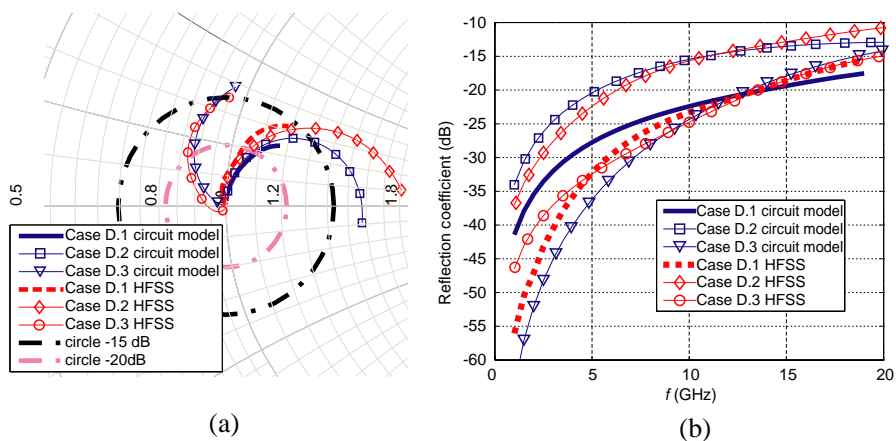 0.5
0.8
1.2
1.8
Case D.1 circuit model
Case D.2 circuit model
Case D.3 circuit model
Case D.1 HFSS
Case D.2 HFSS
Case D.3 HFSS
circle -15 dB
circle -20dB
(a)
Reflection coefficient (dB)
-10
-15
-20
-25
-30
-35
-40
-45
-50
-55
-60
Case D.1 circuit model
Case D.2 circuit model
Case D.3 circuit model
Case D.1 HFSS
Case D.2 HFSS
Case D.3 HFSS
0 5 10 15 20
f (GHz)
(b)